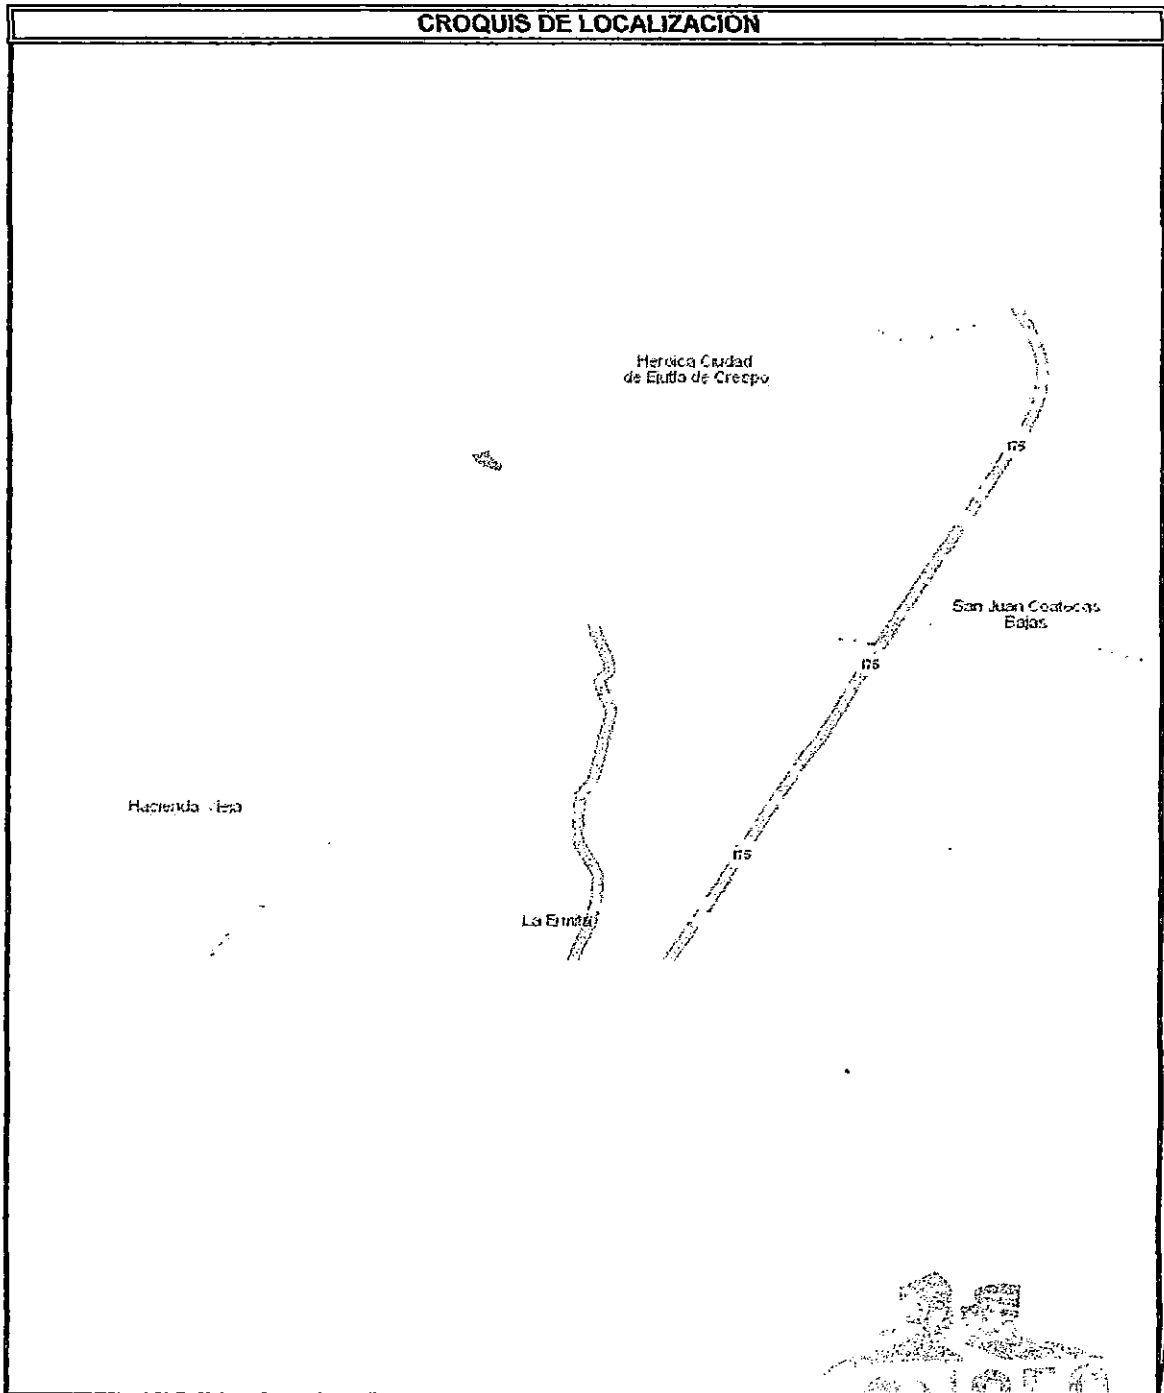 CROQUIS DE LOCALIZACIÓN
Heroica Ciudad
de Ejutla de Crespo
175
San Juan Coatecas
Bajas
175
Hacienda Vieja
175
La Ermita